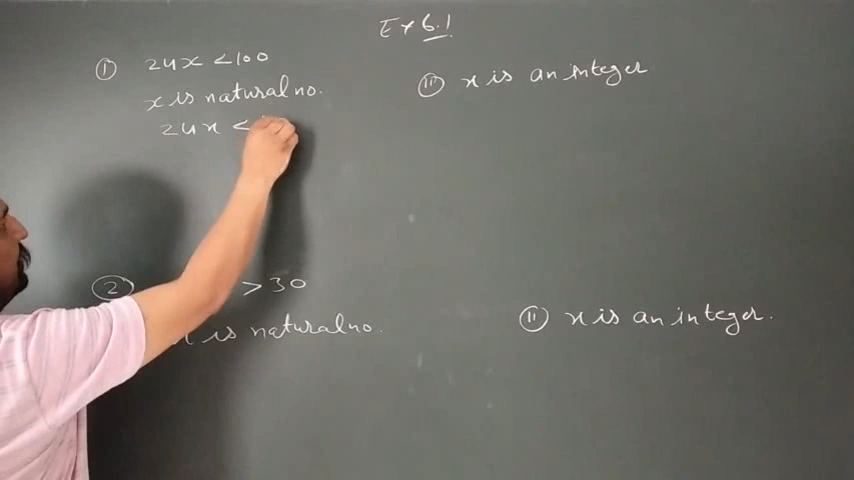 Ex 6.1
① 24x < 100
x is natural no.
24x <
ⅱ x is an integer
② > 30
x is natural no.
ⅱ x is an integer.